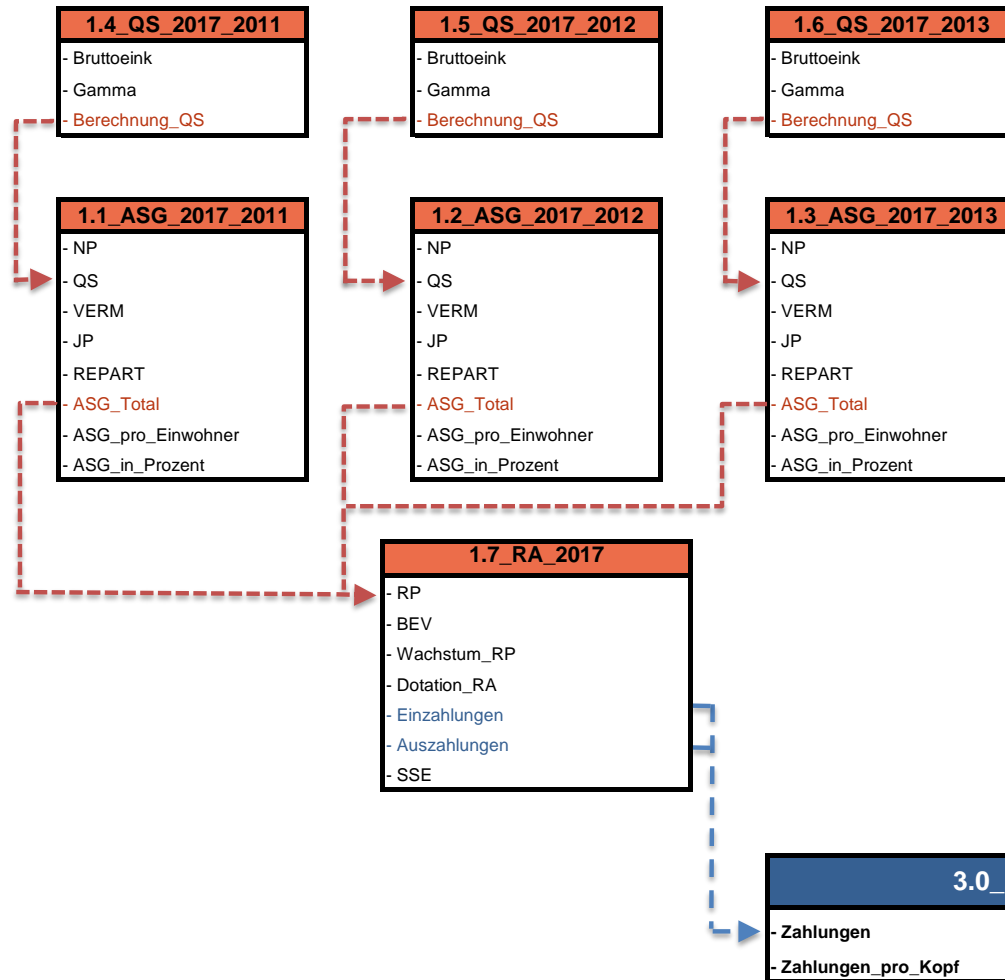 1.4_QS_2017_2011
- Bruttoeink
- Gamma
- Berechnung_QS
1.5_QS_2017_2012
- Bruttoeink
- Gamma
- Berechnung_QS
1.6_QS_2017_2013
- Bruttoeink
- Gamma
- Berechnung_QS
1.1_ASG_2017_2011
- NP
- QS
- VERM
- JP
- REPART
- ASG_Total
- ASG_pro_Einwohner
- ASG_in_Prozent
1.2_ASG_2017_2012
- NP
- QS
- VERM
- JP
- REPART
- ASG_Total
- ASG_pro_Einwohner
- ASG_in_Prozent
1.3_ASG_2017_2013
- NP
- QS
- VERM
- JP
- REPART
- ASG_Total
- ASG_pro_Einwohner
- ASG_in_Prozent
1.7_RA_2017
- RP
- BEV
- Wachstum_RP
- Dotation_RA
- Einzahlungen
- Auszahlungen
- SSE
3.0_
- Zahlungen
- Zahlungen_pro_Kopf